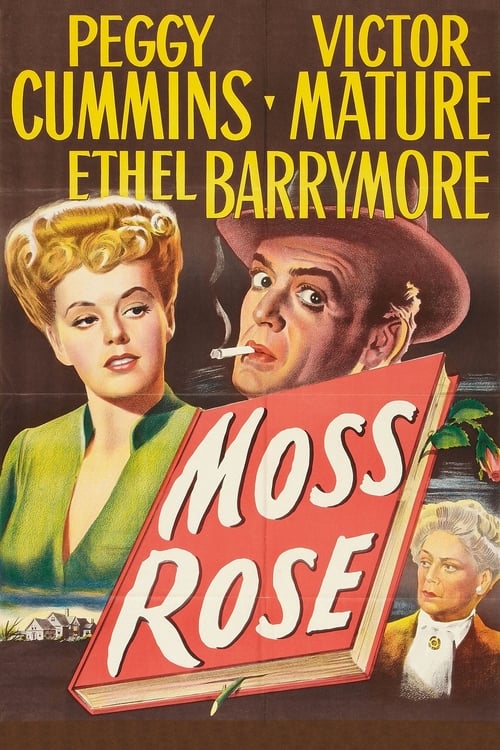 PEGGY VICTOR
CUMMINS · MATURE
ETHEL BARRYMORE
MOSS
ROSE